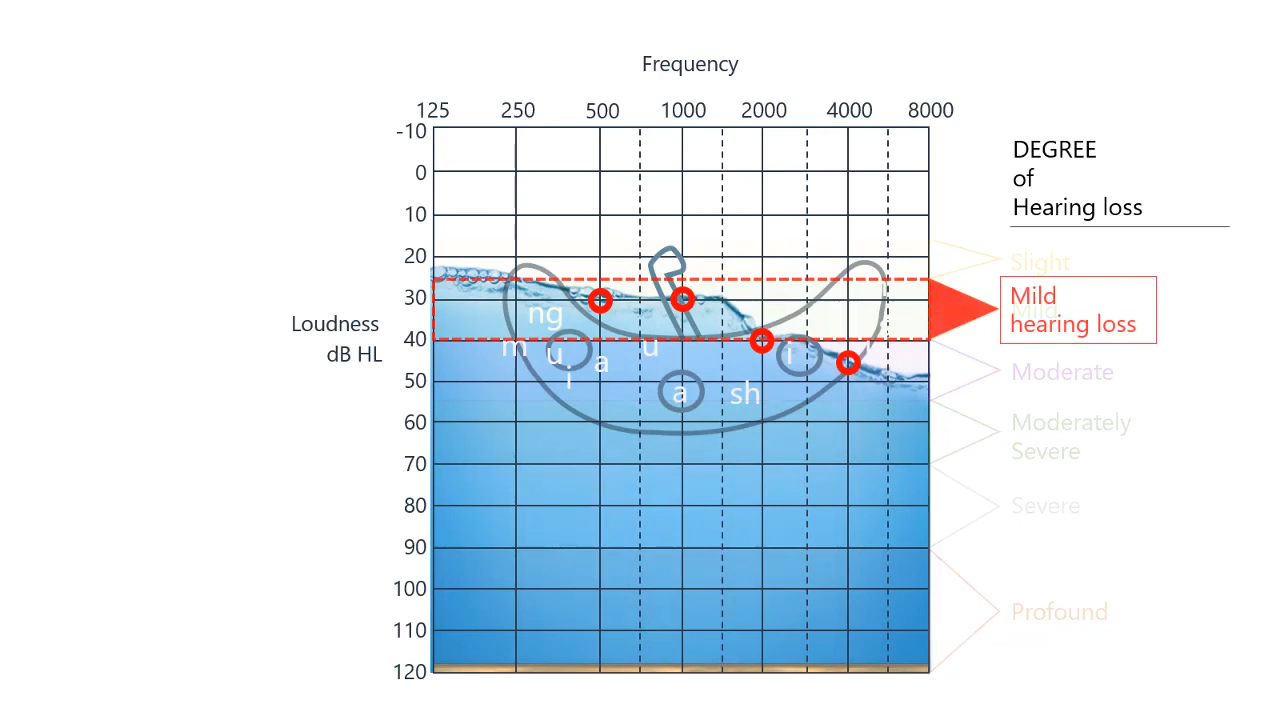 Frequency
125 250 500 1000 2000 4000 8000
-10
0
10
20
30
40
50
60
70
80
90
100
110
120
Loudness
dB HL
ng
m
u
i
a
u
a
sh
i
DEGREE
of
Hearing loss
Slight
Mild
hearing loss
Moderate
Moderately
Severe
Severe
Profound